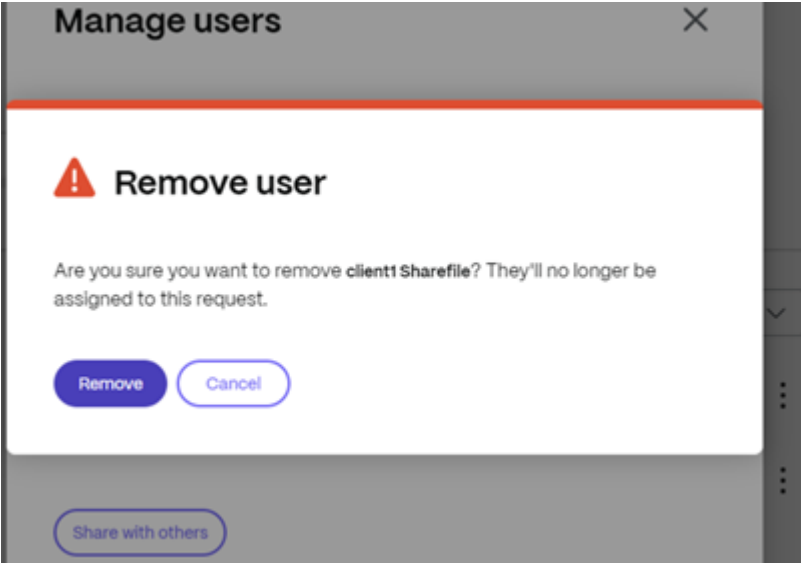 Manage users
Remove user
Are you sure you want to remove client1 Sharefile? They'll no longer be
assigned to this request.
Remove Cancel
Share with others